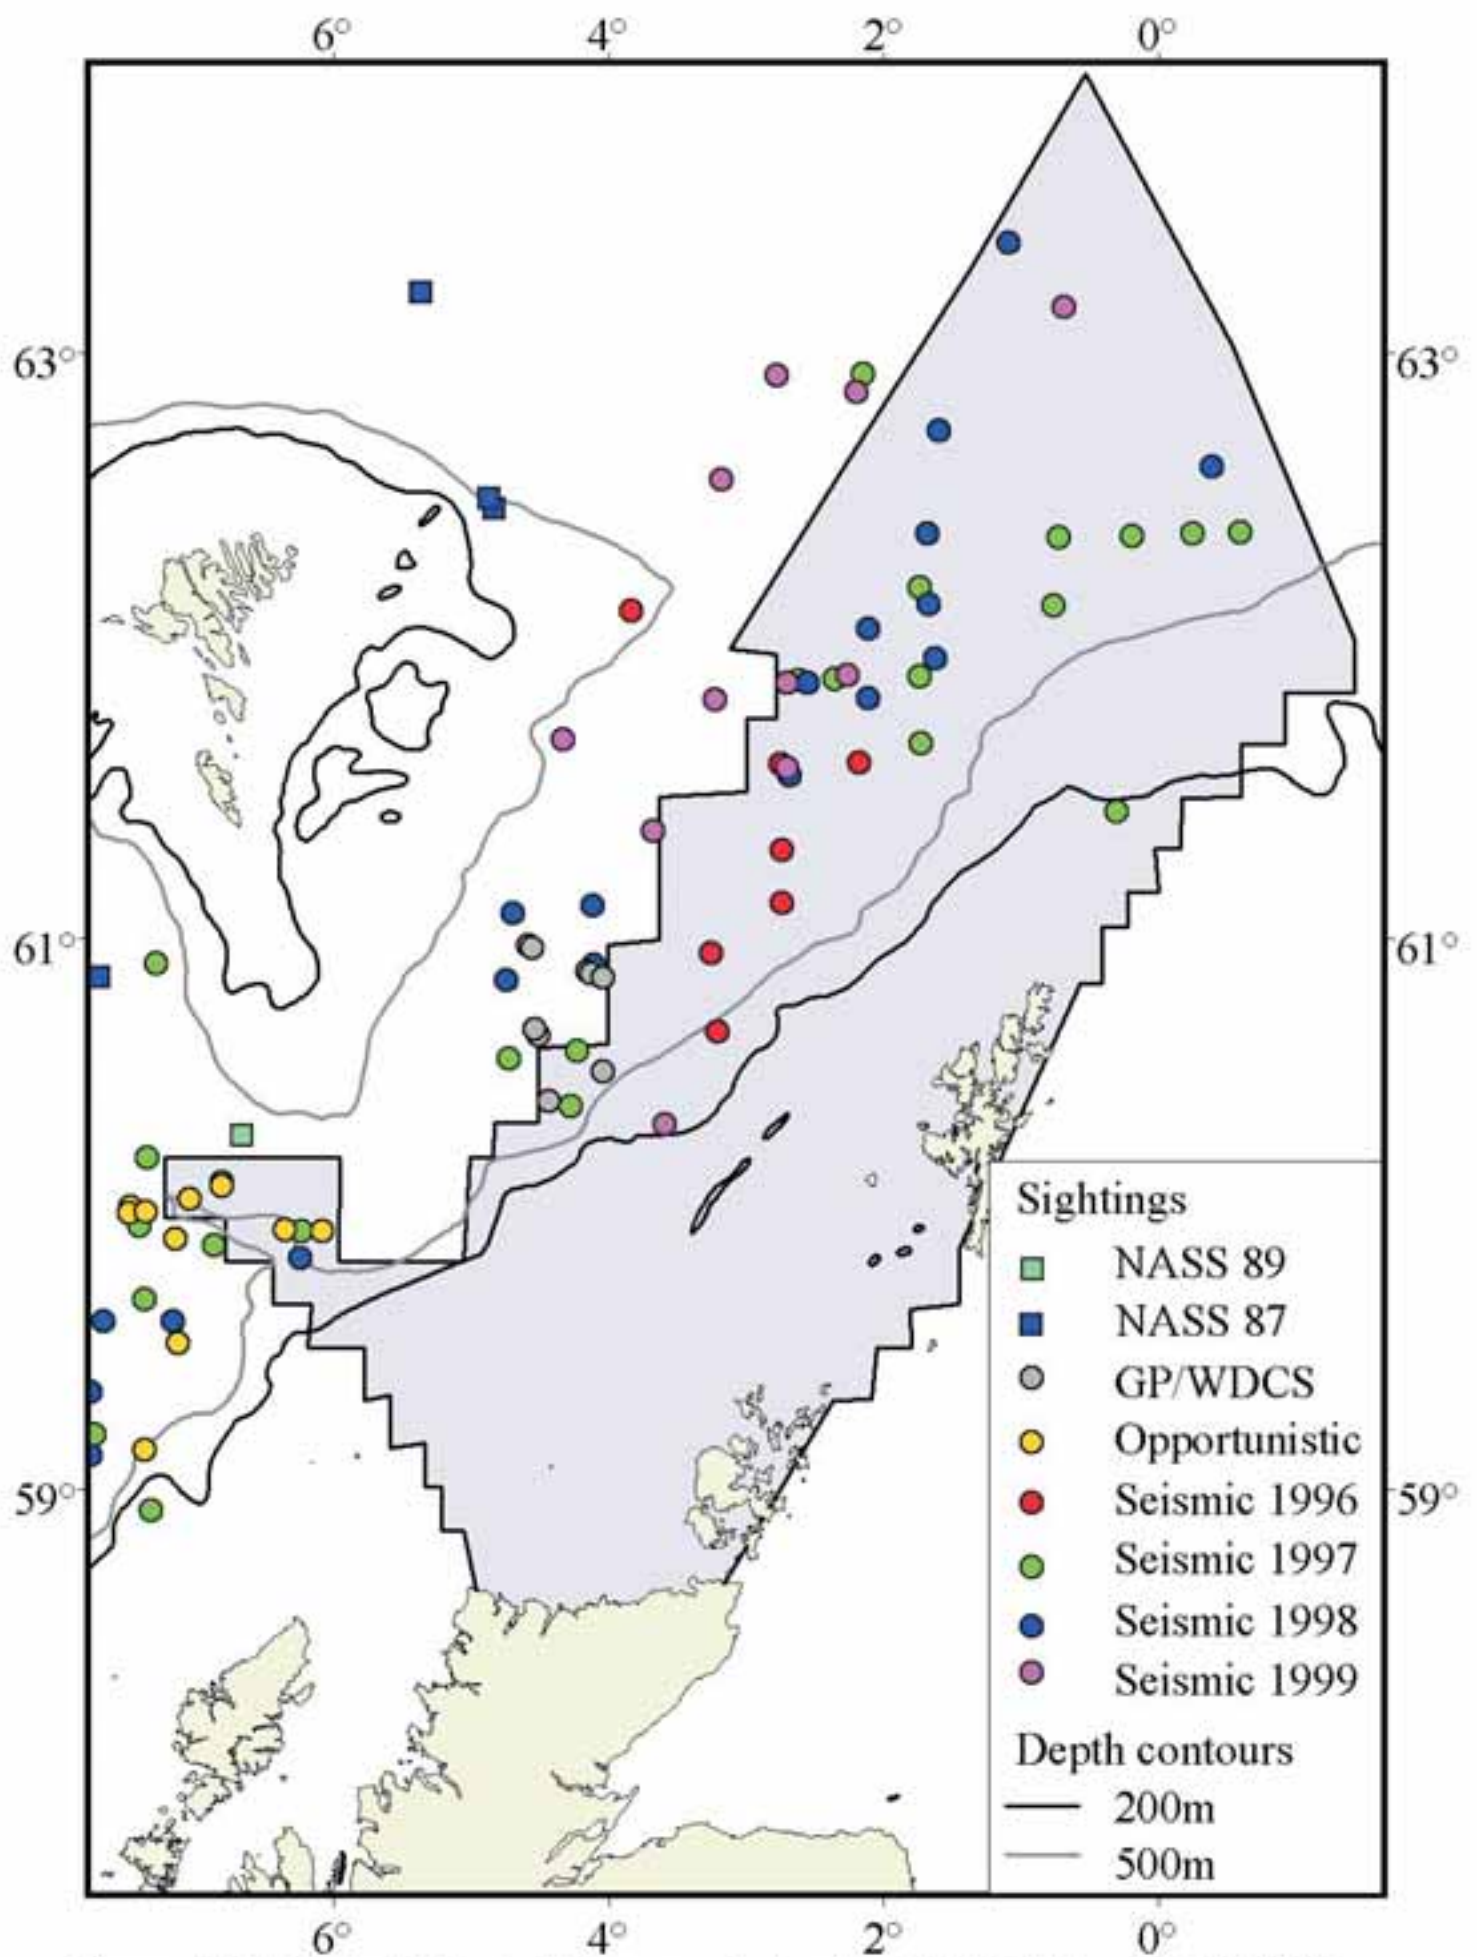 6° 4° 2° 0°
63° 63°
61° 61°
59° 59°
Sightings
NASS 89
NASS 87
GP/WDCS
Opportunistic
Seismic 1996
Seismic 1997
Seismic 1998
Seismic 1999
Depth contours
200m
500m
6° 4° 2° 0°